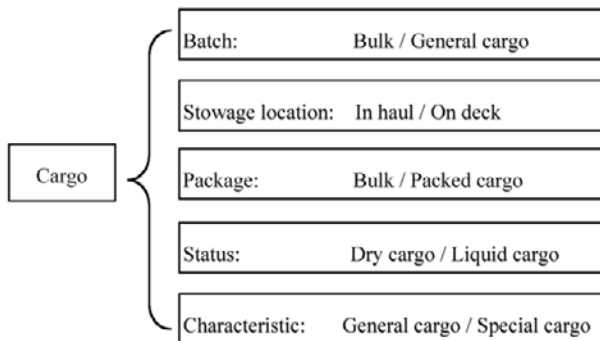 Batch: Bulk / General cargo
Stowage location: In haul / On deck
Cargo
Package: Bulk / Packed cargo
Status: Dry cargo / Liquid cargo
Characteristic: General cargo / Special cargo